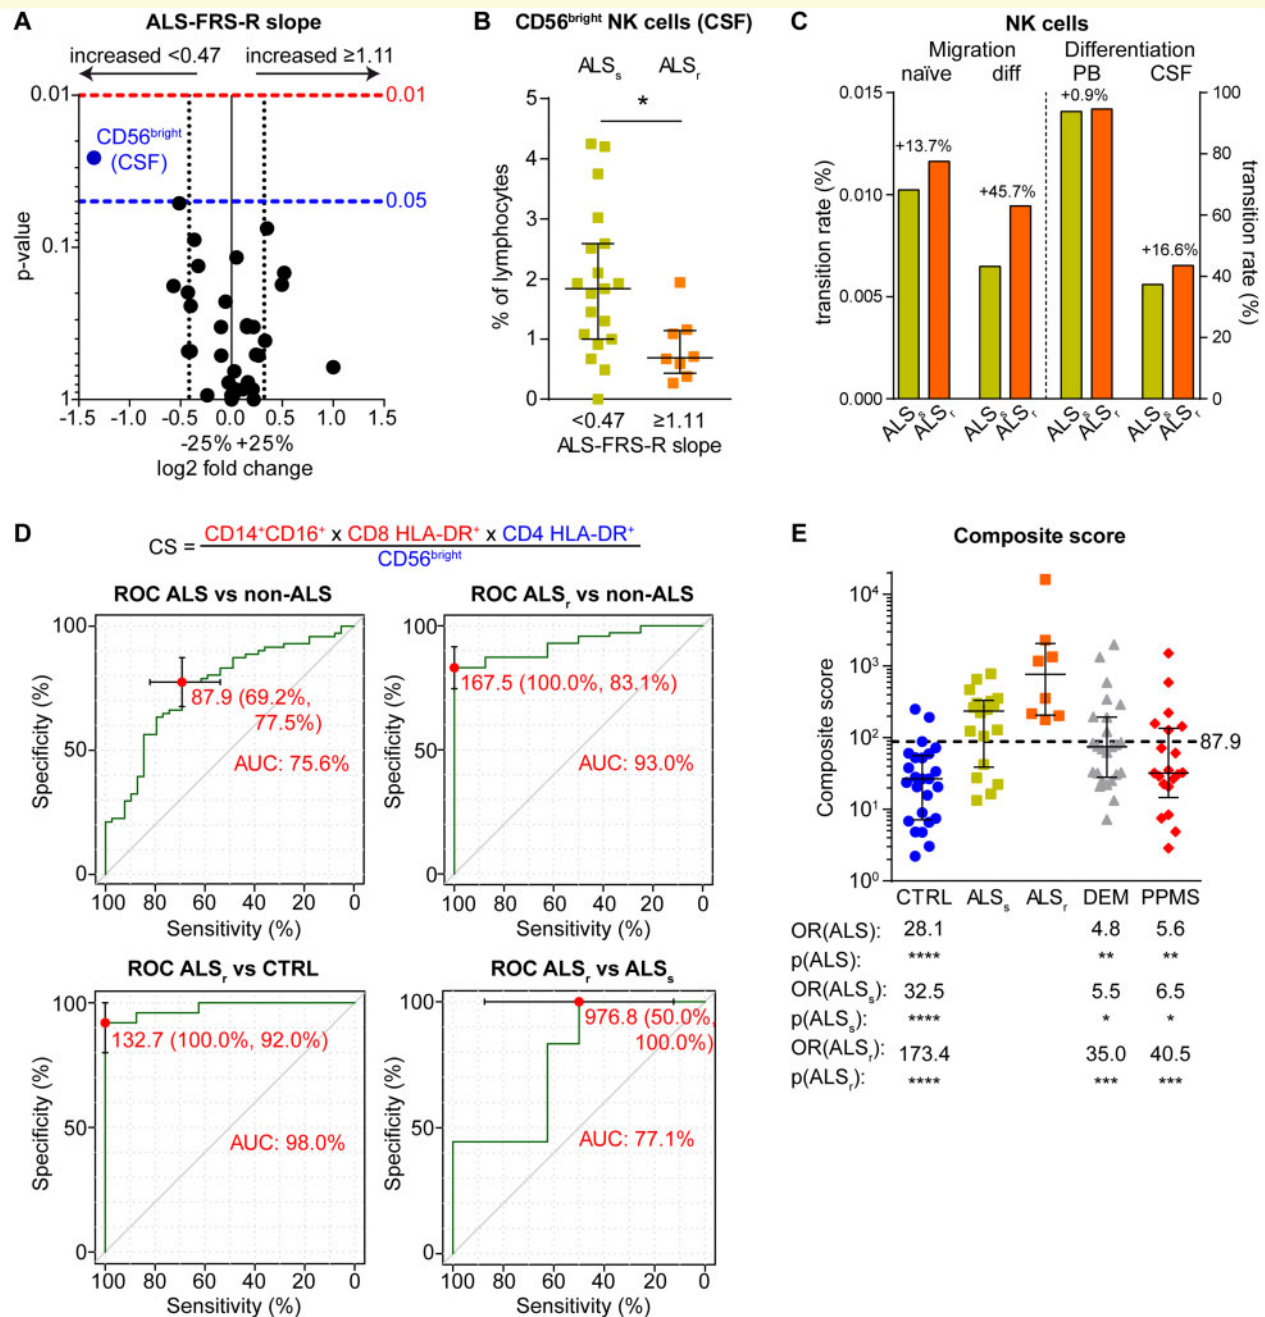 A
ALS-FRS-R slope
increased <0.47
increased ≥1.11
0.01
0.01
CD56bright
(CSF)
0.05
0.1
1
p-value
-1.5
-1.0
-0.5
0.0
0.5
1.0
1.5
-25%
+25%
log2 fold change
B
CD56bright NK cells (CSF)
ALSs
ALSr
*
5
4
3
2
1
0
% of lymphocytes
<0.47
≥1.11
ALS-FRS-R slope
C
NK cells
Migration
Differentiation
naïve
diff
PB
CSF
0.015
0.010
0.005
0.000
transition rate (%)
+13.7%
+45.7%
+0.9%
+16.6%
100
80
60
40
20
0
transition rate (%)
ALSs
ALSr
ALSs
ALSr
ALSs
ALSr
ALSs
ALSr
D
CS =
CD14+CD16+ x CD8 HLA-DR+ x CD4 HLA-DR+
CD56bright
ROC ALS vs non-ALS
100
50
0
Specificity (%)
87.9 (69.2%,
77.5%)
AUC: 75.6%
100 80 60 40 20 0
Sensitivity (%)
ROC ALSr vs non-ALS
100
50
0
Specificity (%)
167.5 (100.0%, 83.1%)
AUC: 93.0%
100 80 60 40 20 0
Sensitivity (%)
ROC ALSr vs CTRL
100
50
0
Specificity (%)
132.7 (100.0%, 92.0%)
AUC: 98.0%
100 80 60 40 20 0
Sensitivity (%)
ROC ALSr vs ALSs
100
50
0
Specificity (%)
976.8 (50.0%,
100.0%)
AUC: 77.1%
100 80 60 40 20 0
Sensitivity (%)
E
Composite score
10⁴
10³
10²
10¹
10⁰
Composite score
87.9
CTRL ALSs ALSr DEM PPMS
OR(ALS): 28.1 4.8 5.6
p(ALS): **** ** **
OR(ALSs): 32.5 5.5 6.5
p(ALSs): **** * *
OR(ALSr): 173.4 35.0 40.5
p(ALSr): **** *** ***